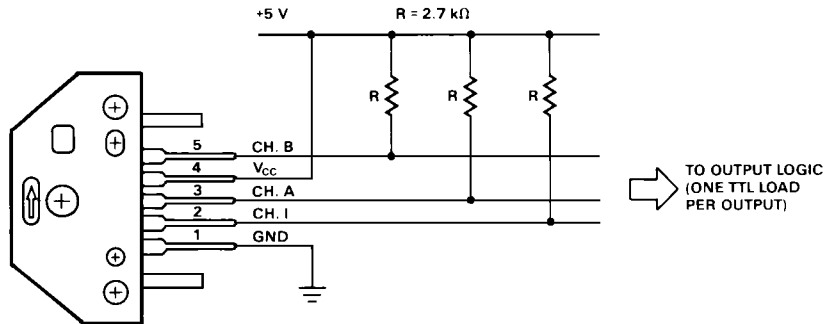 +5 V
R = 2.7 kΩ
R
R
R
5
CH. B
4
VCC
3
CH. A
2
CH. I
1
GND
TO OUTPUT LOGIC
(ONE TTL LOAD
PER OUTPUT)